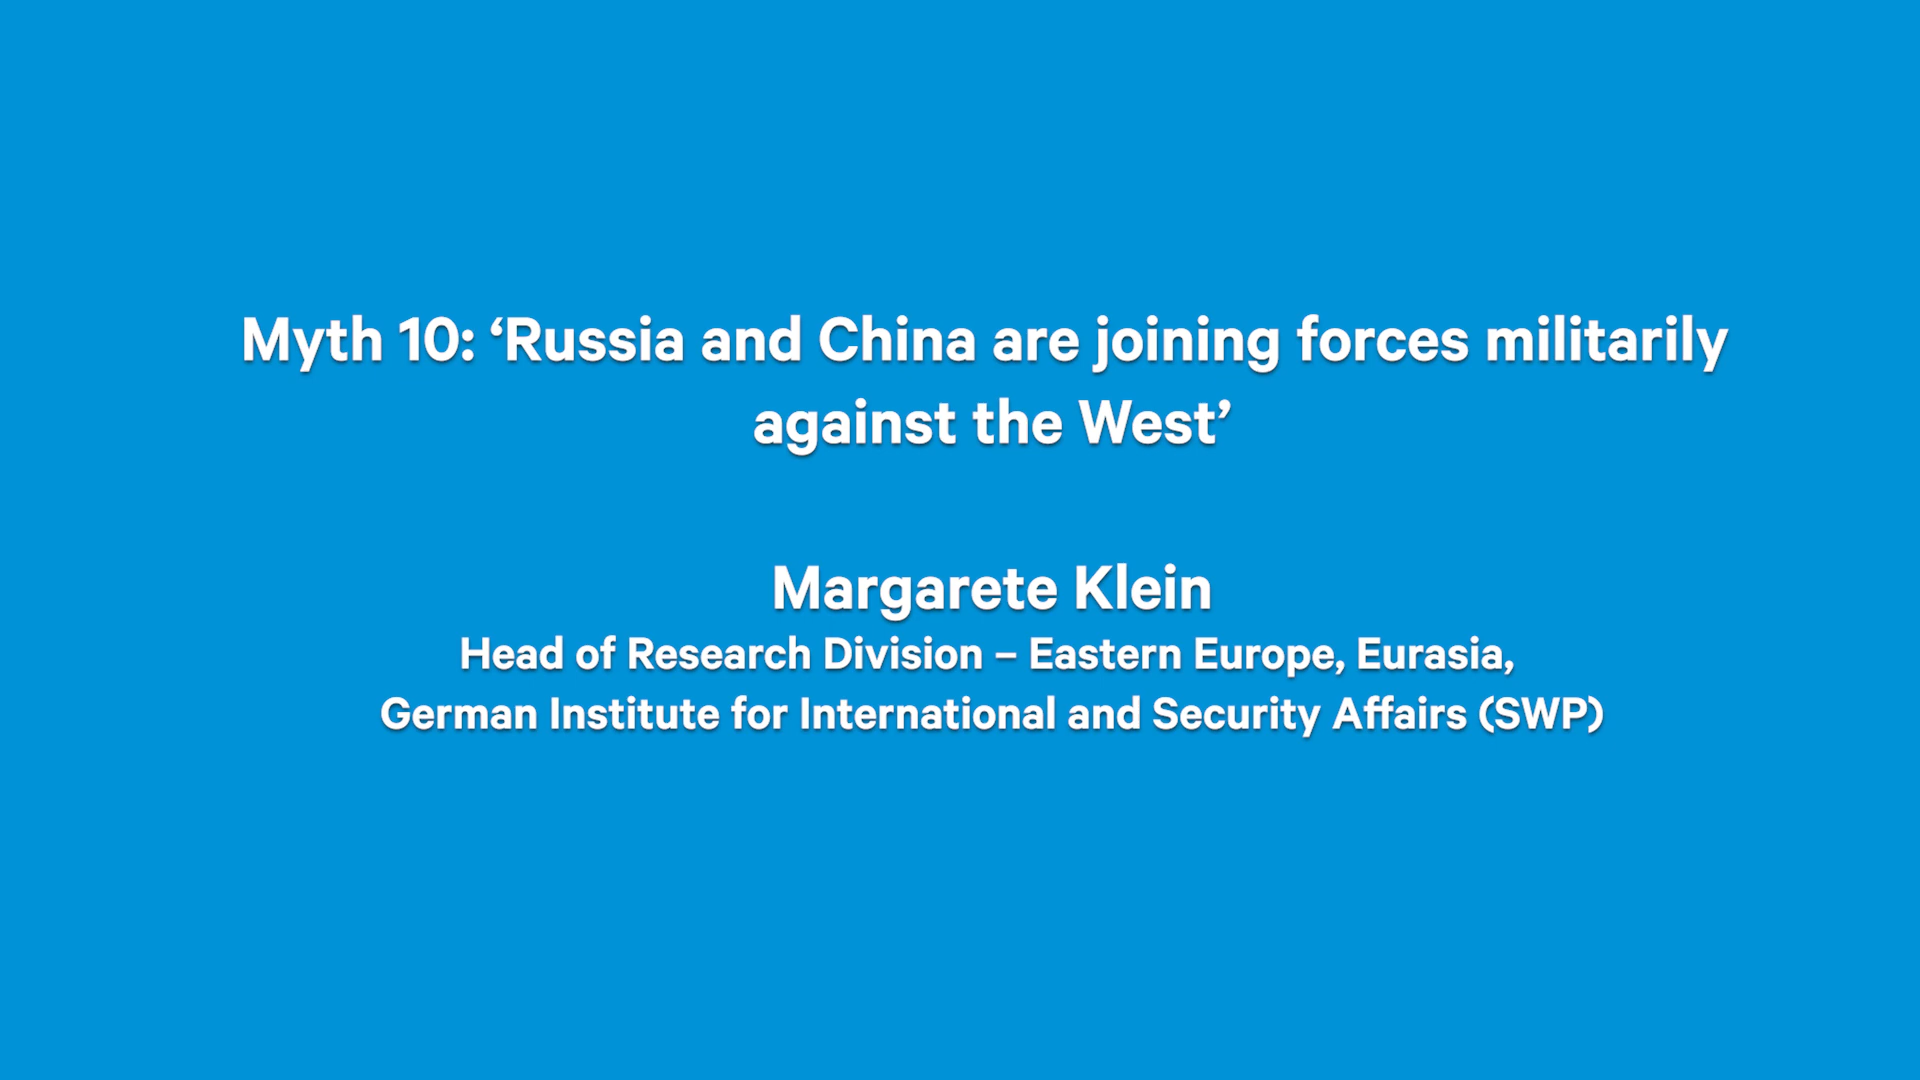 Myth 10: ‘Russia and China are joining forces militarily
against the West’
Margarete Klein
Head of Research Division – Eastern Europe, Eurasia,
German Institute for International and Security Affairs (SWP)